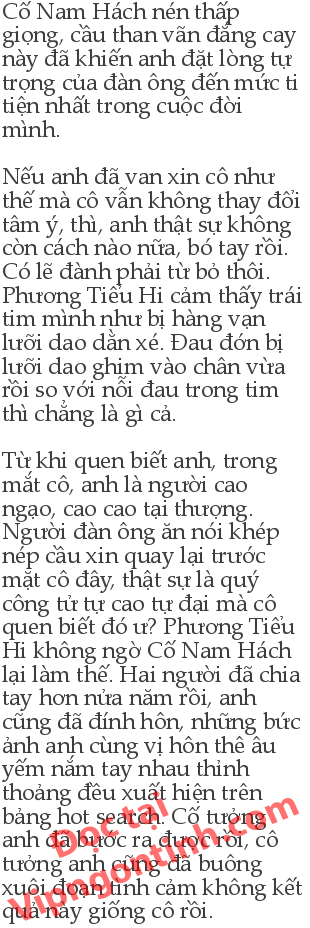 Cố Nam Hách nén thấp
giọng, cầu than vãn đắng cay
này đã khiến anh đặt lòng tự
trọng của đàn ông đến mức ti
tiện nhất trong cuộc đời
mình.
Nếu anh đã van xin cô như
thế mà cô vẫn không thay đổi
tâm ý, thì, anh thật sự không
còn cách nào nữa, bó tay rồi.
Có lẽ đành phải từ bỏ thôi.
Phương Tiểu Hi cảm thấy trái
tim mình như bị hàng vạn
lưỡi dao dằn xé. Đau đớn bị
lưỡi dao ghim vào chân vừa
rồi so với nỗi đau trong tim
thì chẳng là gì cả.
Từ khi quen biết anh, trong
mắt cô, anh là người cao
ngạo, cao cao tại thượng.
Người đàn ông ăn nói khép
nép cầu xin quay lại trước
mặt cô đây, thật sự là quý
công tử tự cao tự đại mà cô
quen biết đó ư? Phương Tiểu
Hi không ngờ Cố Nam Hách
lại làm thế. Hai người đã chia
tay hơn nửa năm rồi, anh
cũng đã đính hôn, những bức
ảnh anh cùng vị hôn thê âu
yếm nắm tay nhau thỉnh
thoảng đều xuất hiện trên
bảng hot search. Cố tưởng
anh đã bước ra được rồi, cô
tưởng anh cũng đã buông
xuôi đoạn tình cảm không kết
quả này giống cô rồi.
Đọc tại
Vipngontinh.com